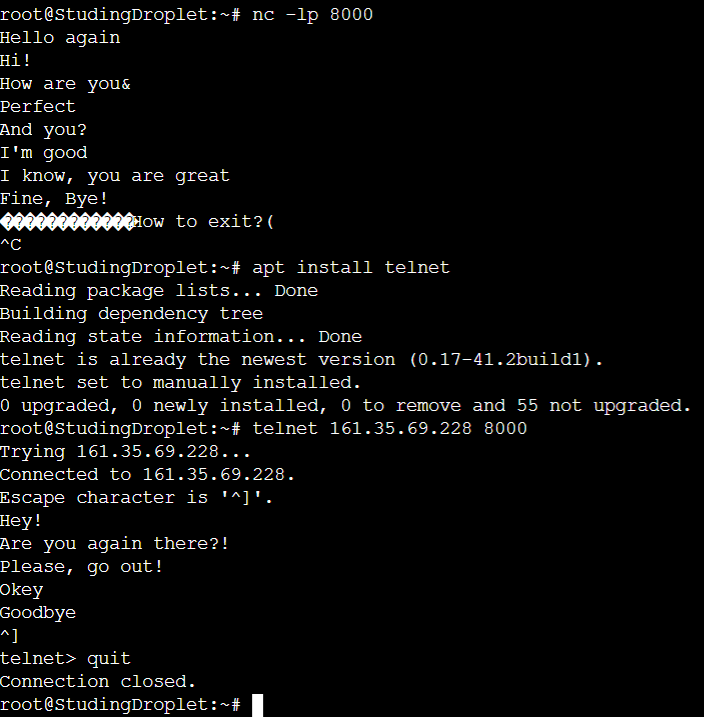 root@StudingDroplet:~# nc -lp 8000
Hello again
Hi!
How are you&
Perfect
And you?
I'm good
I know, you are great
Fine, Bye!
��������������How to exit?(
^C
root@StudingDroplet:~# apt install telnet
Reading package lists... Done
Building dependency tree
Reading state information... Done
telnet is already the newest version (0.17-41.2build1).
telnet set to manually installed.
0 upgraded, 0 newly installed, 0 to remove and 55 not upgraded.
root@StudingDroplet:~# telnet 161.35.69.228 8000
Trying 161.35.69.228...
Connected to 161.35.69.228.
Escape character is '^]'.
Hey!
Are you again there?!
Please, go out!
Okey
Goodbye
^]
telnet> quit
Connection closed.
root@StudingDroplet:~#